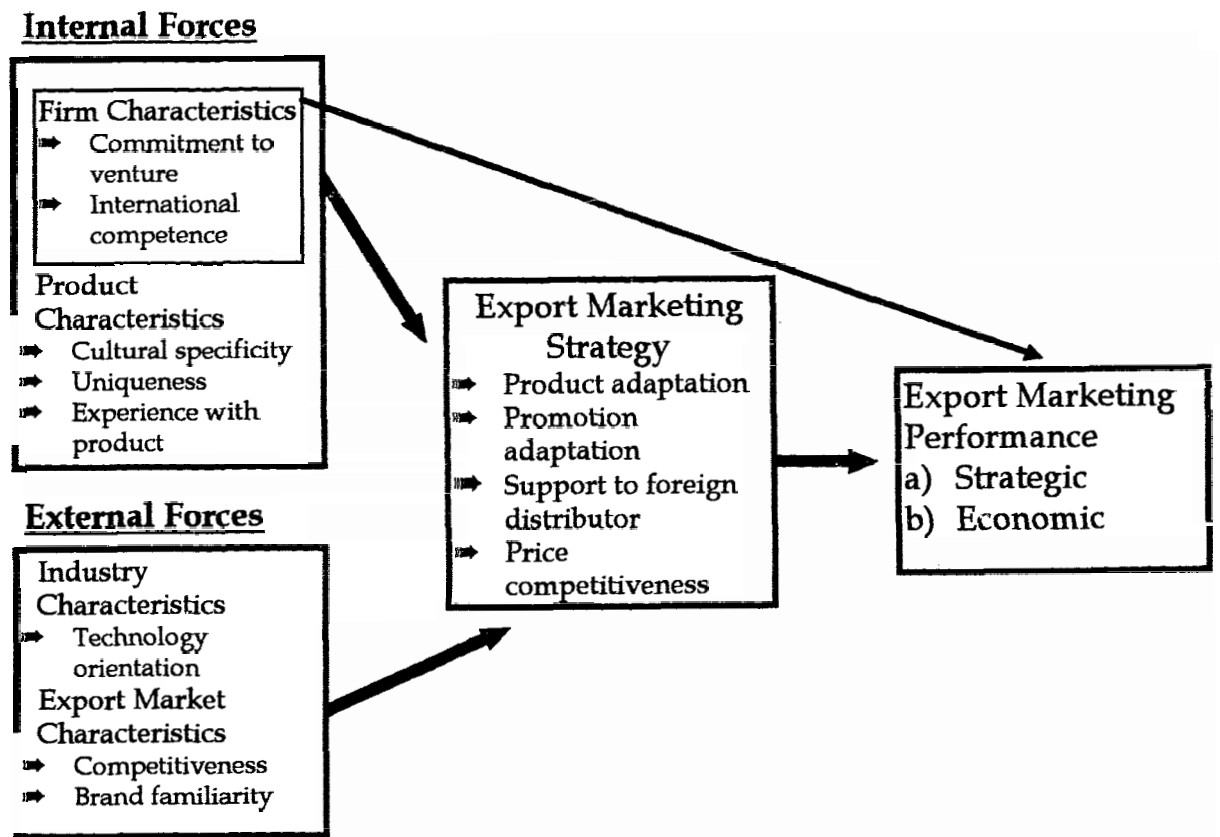 Internal Forces
Firm Characteristics
Commitment to
venture
International
competence
Product
Characteristics
Cultural specificity
Uniqueness
Experience with
product
External Forces
Industry
Characteristics
Technology
orientation
Export Market
Characteristics
Competitiveness
Brand familiarity
Export Marketing
Strategy
Product adaptation
Promotion
adaptation
Support to foreign
distributor
Price
competitiveness
Export Marketing
Performance
a) Strategic
b) Economic